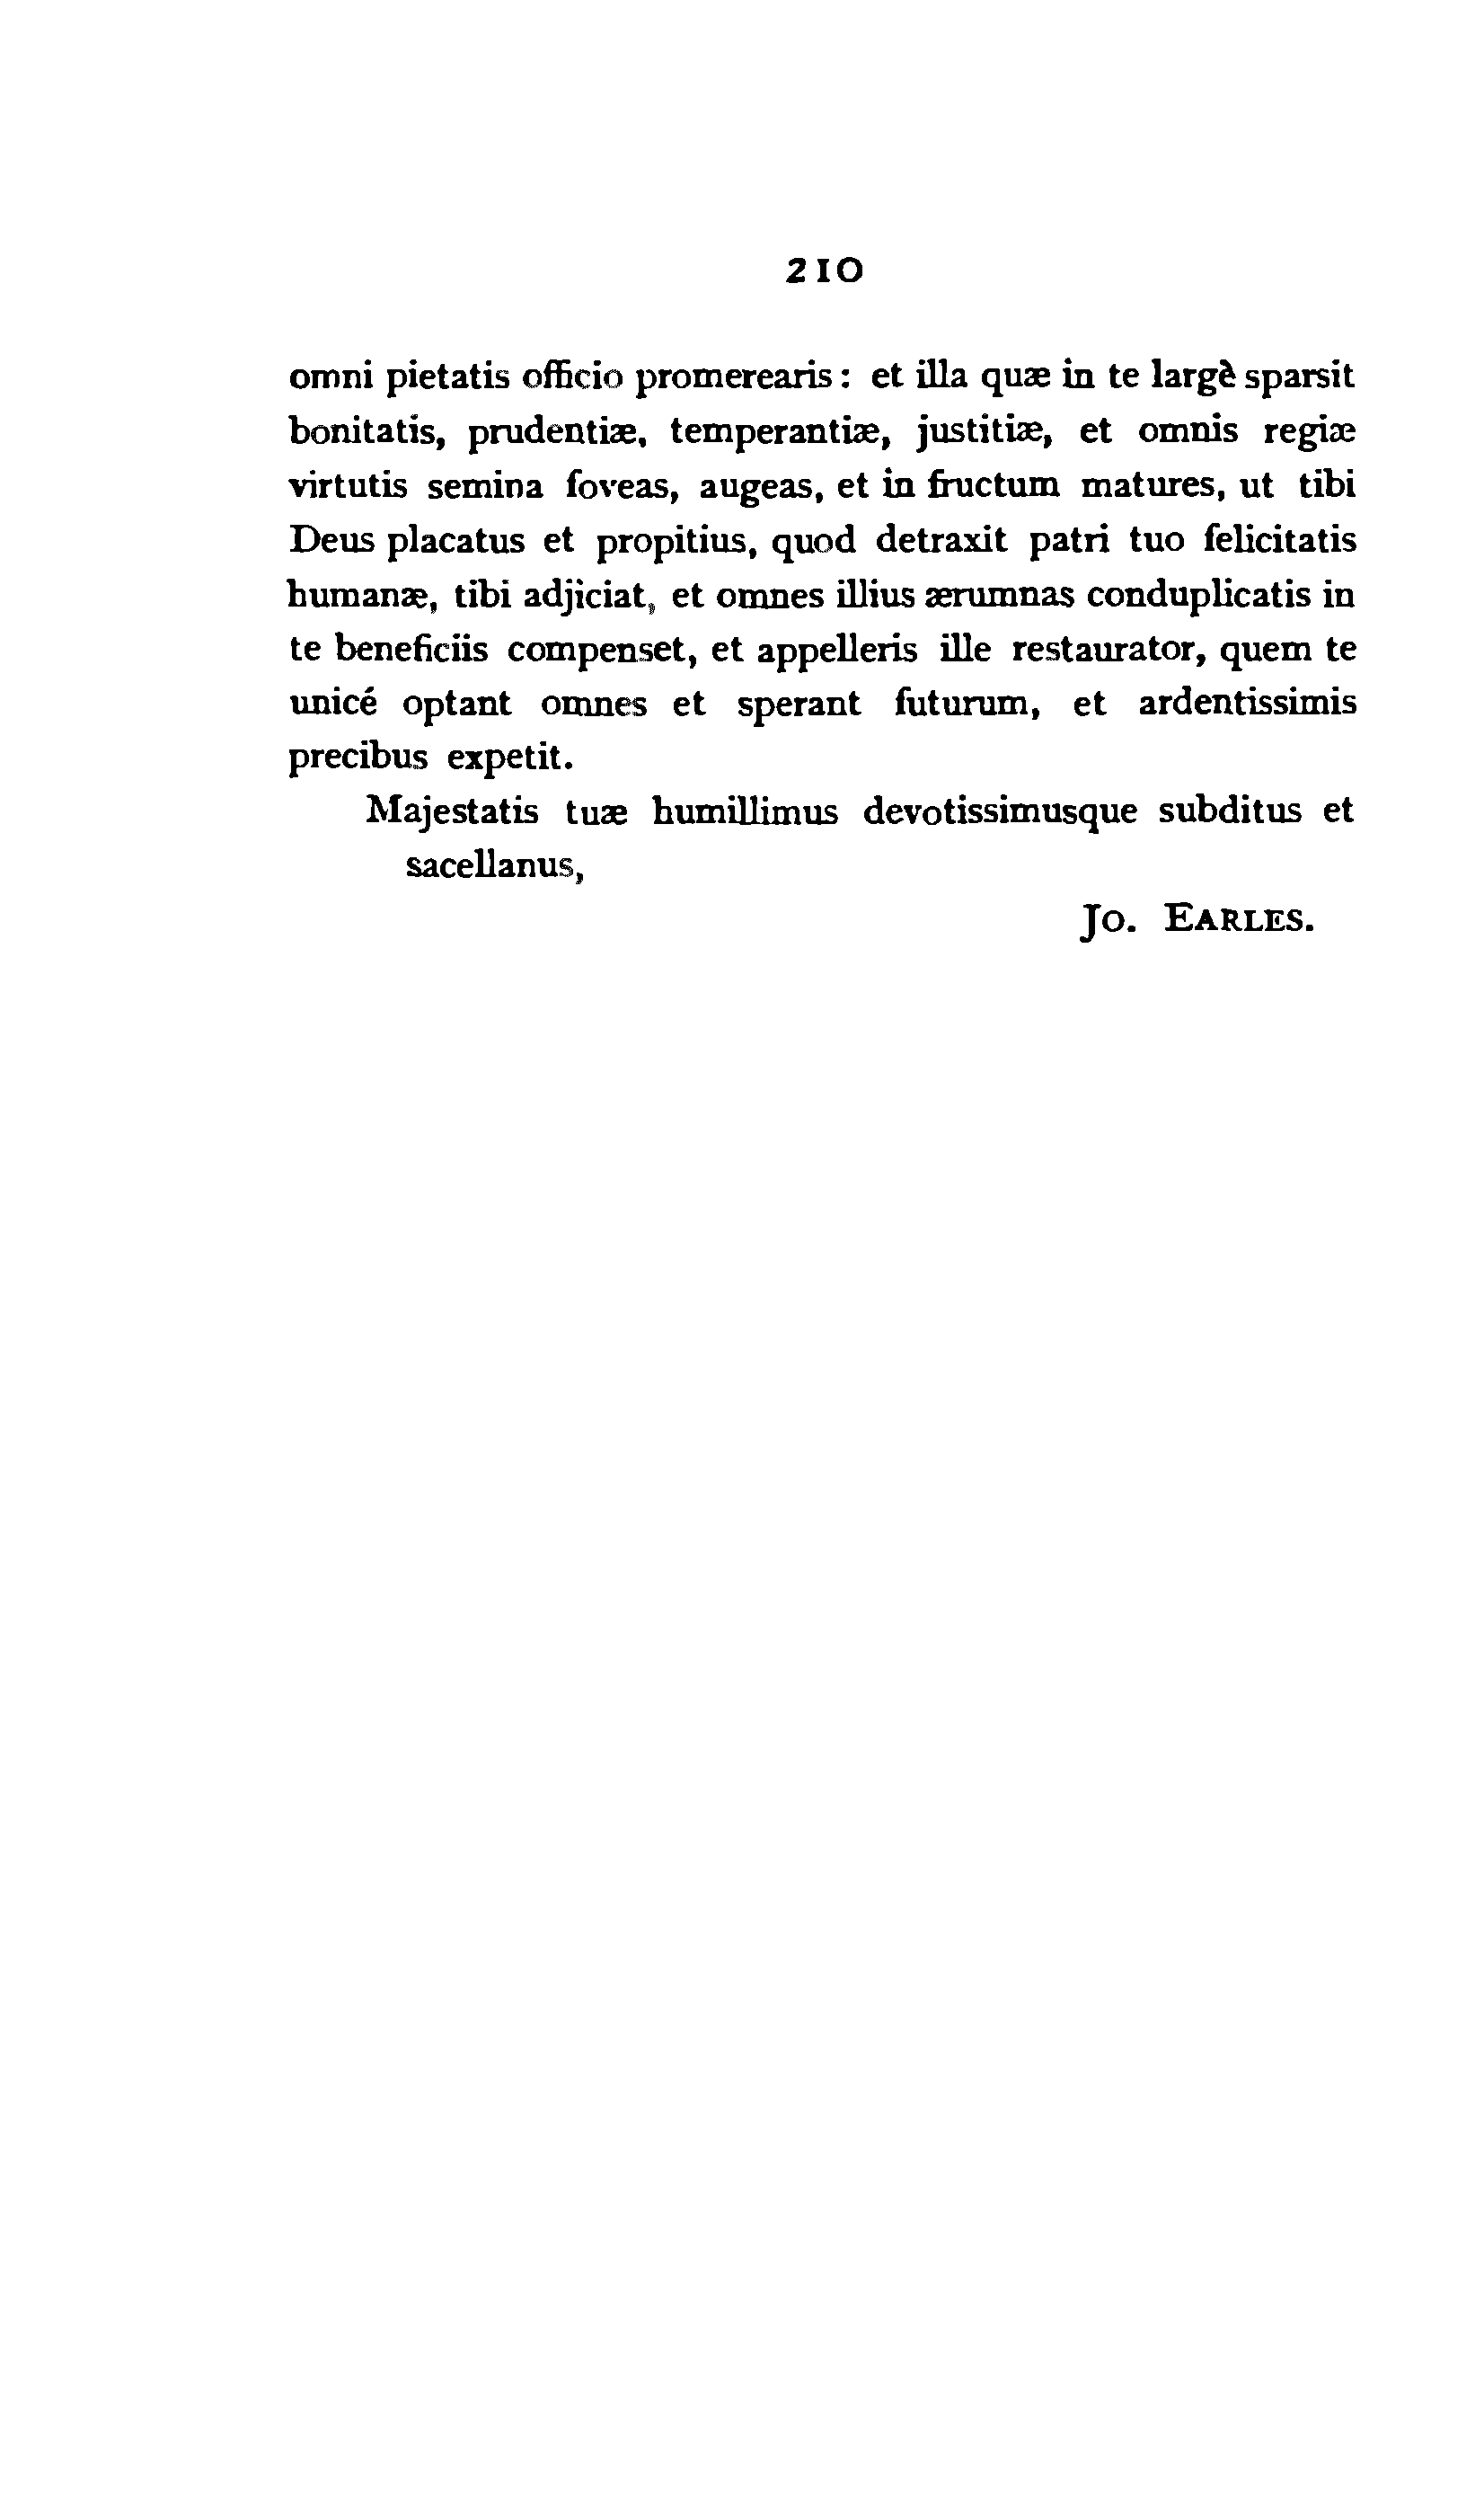 210
omni pietatis officio promerearis : et illa quæ in te largè sparsit
bonitatis, prudentiæ, temperantiæ, justitiæ, et omnis regiæ
virtutis semina foveas, augeas, et in fructum matures, ut tibi
Deus placatus et propitius, quod detraxit patri tuo felicitatis
humanæ, tibi adjiciat, et omnes illius ærumnas conduplicatis in
te beneficiis compenset, et appelleris ille restaurator, quem te
unicé optant omnes et sperant futurum, et ardentissimis
precibus expetit.
Majestatis tuæ humillimus devotissimusque subditus et
sacellanus,
Jo. Earles.